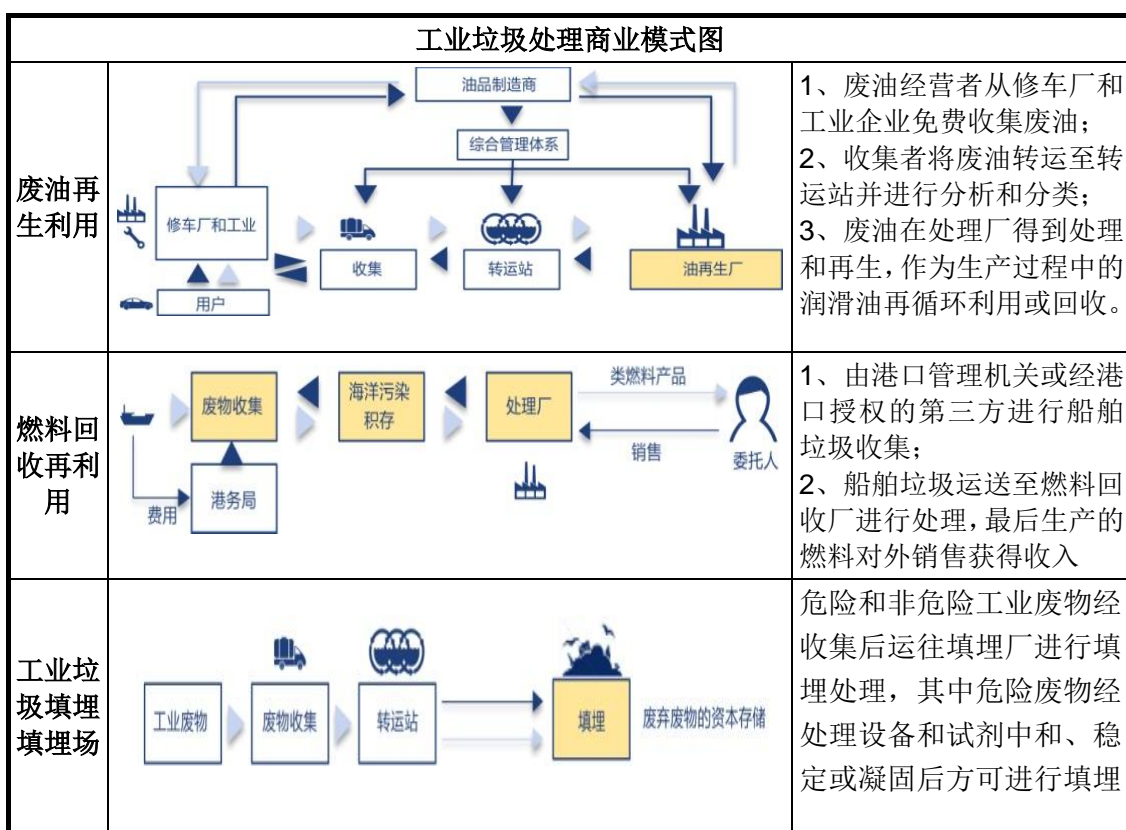 工业垃圾处理商业模式图
废油再
生利用
油品制造商
综合管理体系
修车厂和工业
收集
转运站
油再生厂
用户
1、废油经营者从修车厂和
工业企业免费收集废油；
2、收集者将废油转运至转
运站并进行分析和分类；
3、废油在处理厂得到处理
和再生，作为生产过程中的
润滑油再循环利用或回收。
燃料回
收再利
用
废物收集
海洋污染
积存
处理厂
类燃料产品
销售
委托人
港务局
费用
1、由港口管理机关或经港
口授权的第三方进行船舶
垃圾收集；
2、船舶垃圾运送至燃料回
收厂进行处理，最后生产的
燃料对外销售获得收入
工业垃
圾填埋
填埋场
工业废物
废物收集
转运站
填埋
废弃废物的资本存储
危险和非危险工业废物经
收集后运往填埋厂进行填
埋处理，其中危险废物经
处理设备和试剂中和、稳
定或凝固后方可进行填埋